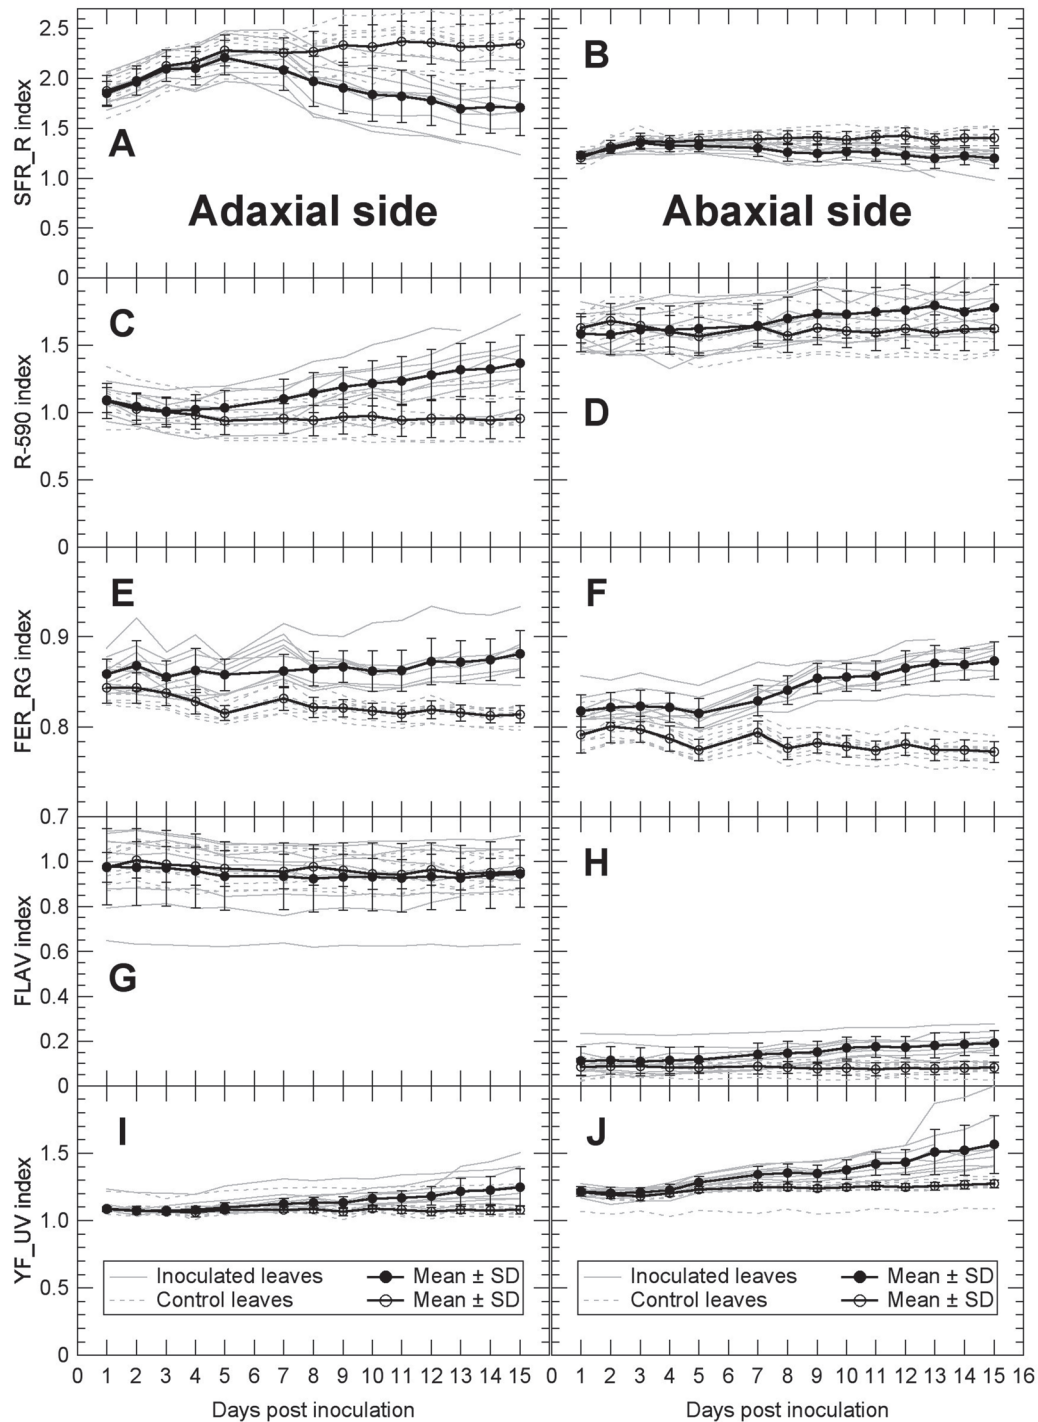 2.5
2.0
1.5
1.0
0.5
0
SFR_R index
A
Adaxial side
B
Abaxial side
1.5
1.0
0.5
0
R-590 index
C
D
0.9
0.8
0.7
FER_RG index
E
F
1.0
0.8
0.6
0.4
0.2
0
FLAV index
G
H
1.5
1.0
0.5
0
YF_UV index
I
J
Inoculated leaves Mean ± SD
Control leaves Mean ± SD
Inoculated leaves Mean ± SD
Control leaves Mean ± SD
0 1 2 3 4 5 6 7 8 9 10 11 12 13 14 15
0 1 2 3 4 5 6 7 8 9 10 11 12 13 14 15 16
Days post inoculation
Days post inoculation